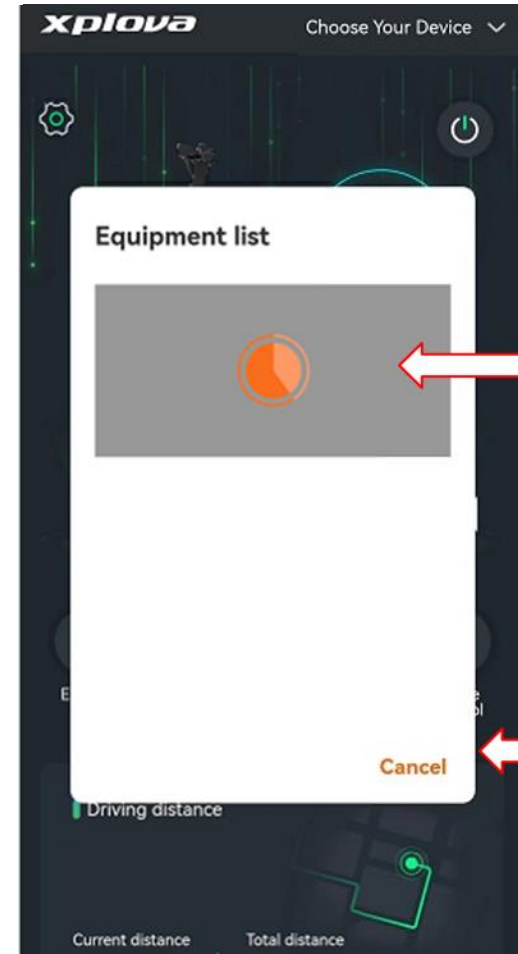 xplova
Choose Your Device
Equipment list
Cancel
Driving distance
Current distance Total distance